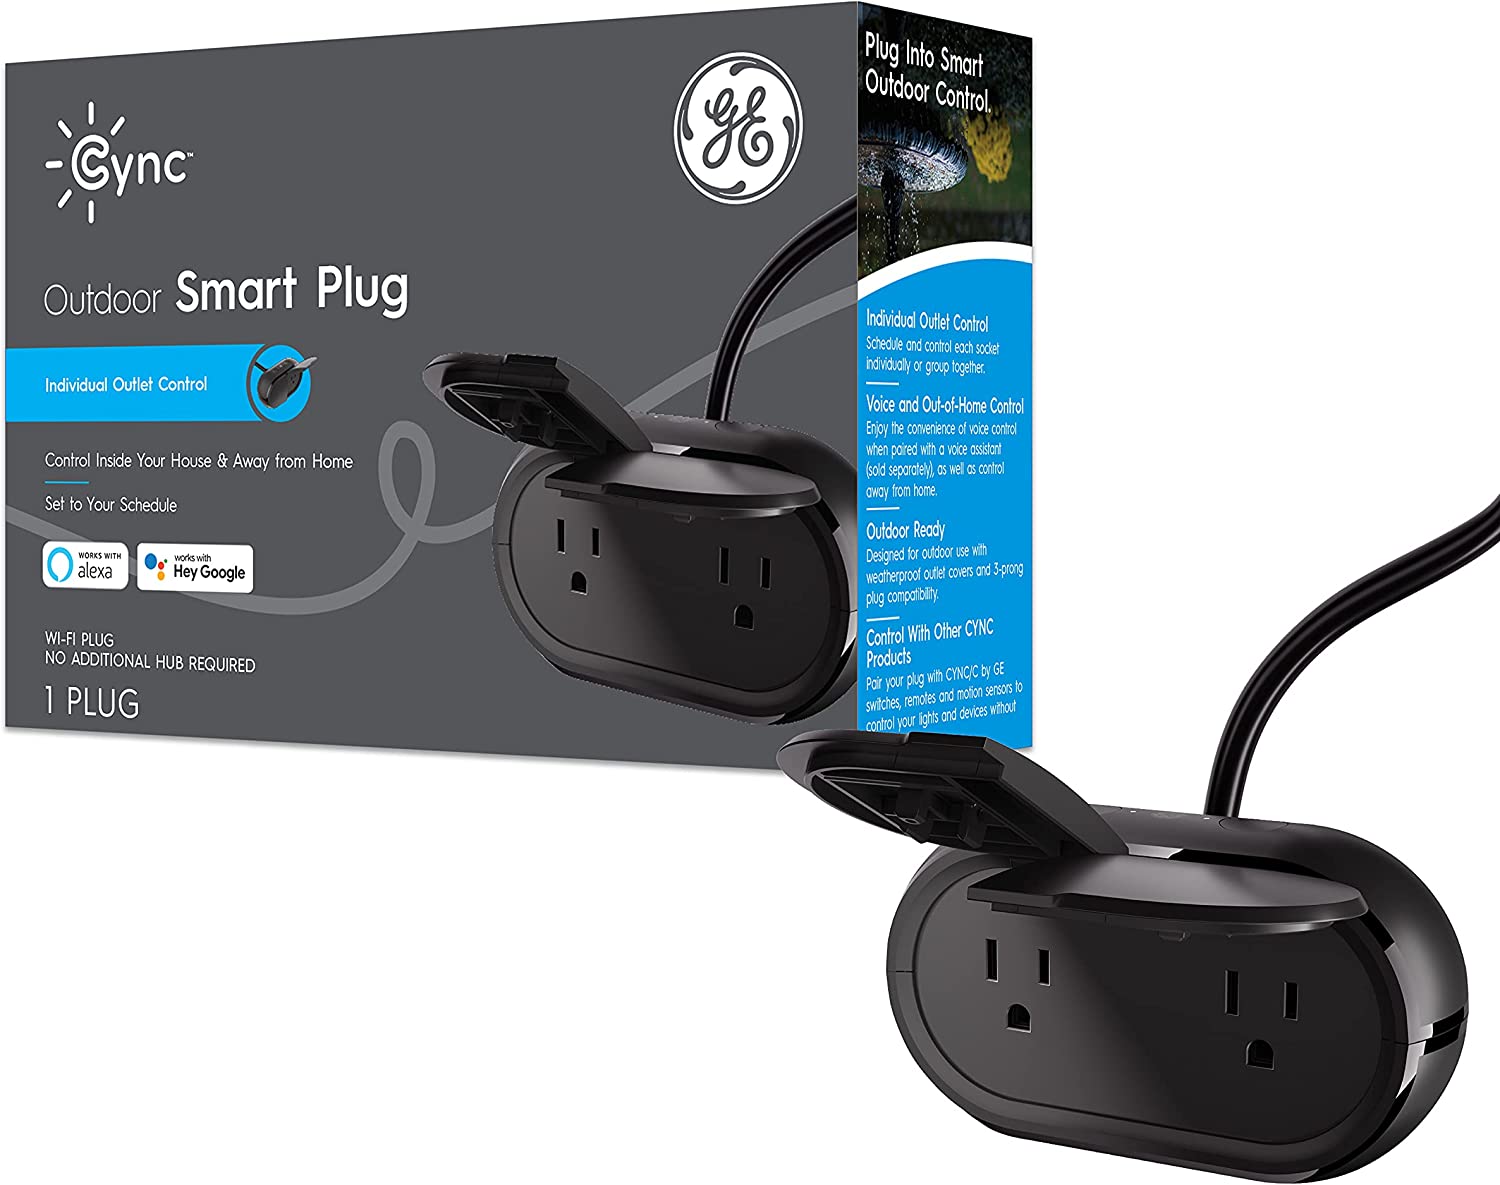 Cync™
GE
Outdoor Smart Plug
Individual Outlet Control
Control Inside Your House & Away from Home
Set to Your Schedule
WORKS WITH
alexa
works with
Hey Google
WI-FI PLUG
NO ADDITIONAL HUB REQUIRED
1 PLUG
Plug Into Smart
Outdoor Control.
Individual Outlet Control
Schedule and control each socket
individually or group together.
Voice and Out-of-Home Control
Enjoy the convenience of voice control
when paired with a voice assistant
(sold separately), as well as control
away from home.
Outdoor Ready
Designed for outdoor use with
weatherproof outlet covers and 3-prong
plug compatibility.
Control With Other CYNC
Products
Pair your plug with CYNC/C by GE
switches, remotes and motion sensors to
control your lights and devices without